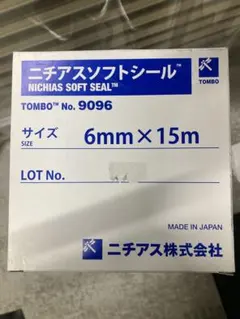 ニチアスソフトシール™
NICHIAS SOFT SEAL™
TOMBO
TOMBO™ No. 9096
サイズ
SIZE
6mm×15m
LOT No.
MADE IN JAPAN
ニチアス株式会社